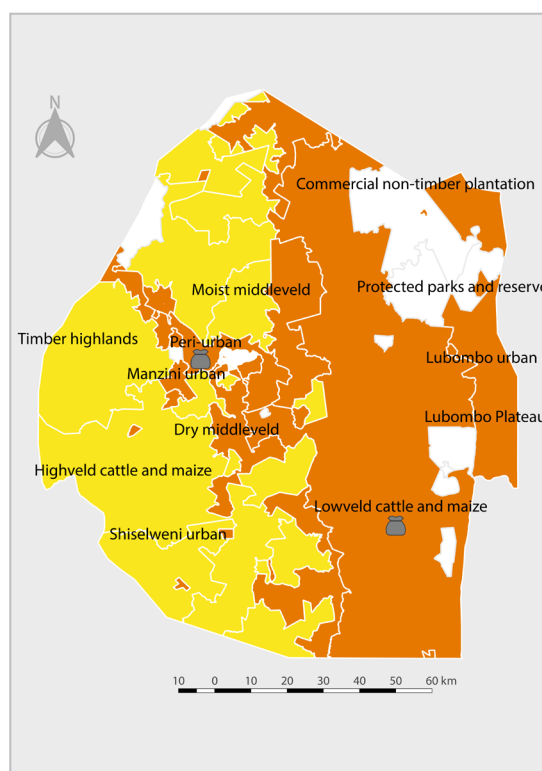 N
Commercial non-timber plantation
Moist middleveld
Protected parks and reserve
Timber highlands
Peri-urban
Lubombo urban
Manzini urban
Lubombo Plateau
Dry middleveld
Highveld cattle and maize
Lowveld cattle and maize
Shiselweni urban
10 0 10 20 30 40 50 60 km